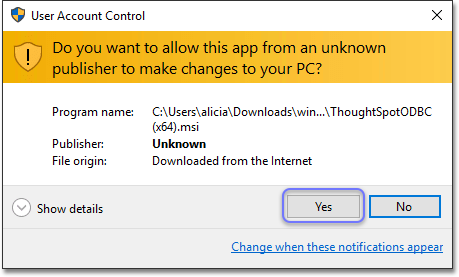 User Account Control
Do you want to allow this app from an unknown
publisher to make changes to your PC?
Program name: C:\Users\alicia\Downloads\win...\ThoughtSpotODBC
(x64).msi
Publisher: Unknown
File origin: Downloaded from the Internet
Show details
Yes No
Change when these notifications appear